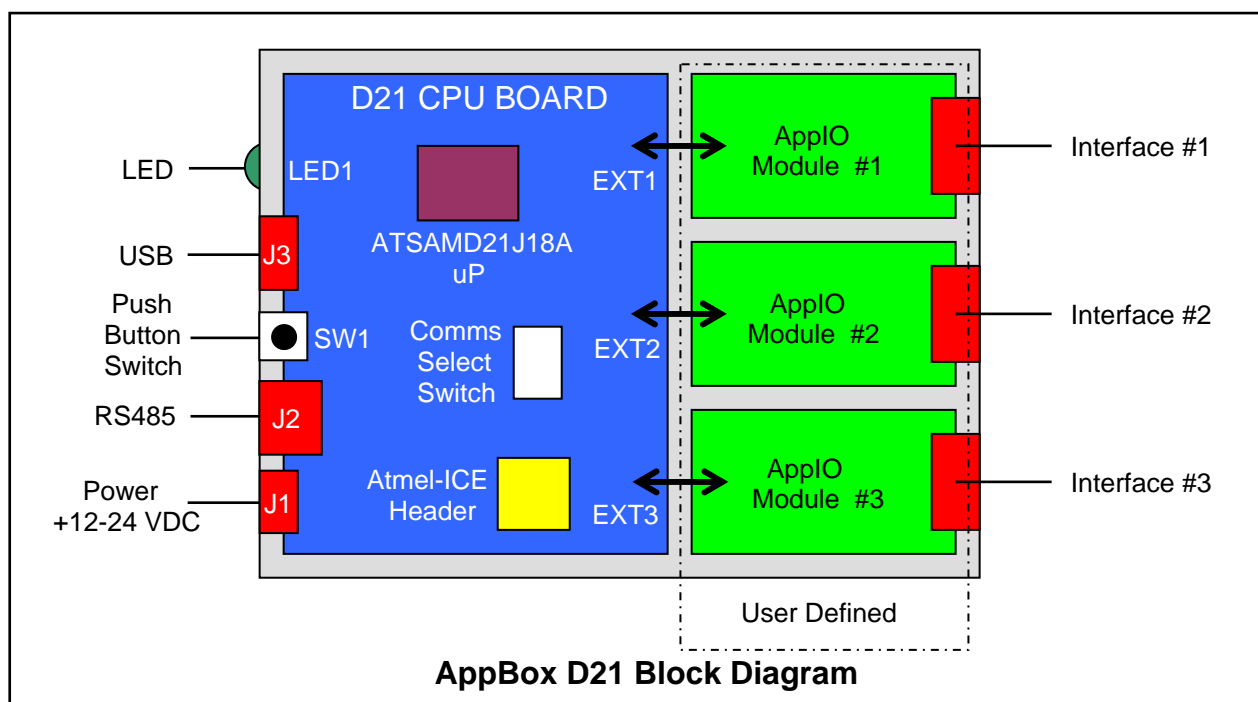 D21 CPU BOARD
LED
LED1
USB
J3
Push
Button
Switch
SW1
RS485
J2
Power
+12-24 VDC
J1
ATSAMD21J18A
uP
Comms
Select
Switch
Atmel-ICE
Header
EXT1
EXT2
EXT3
AppIO
Module #1
AppIO
Module #2
AppIO
Module #3
Interface #1
Interface #2
Interface #3
User Defined
AppBox D21 Block Diagram